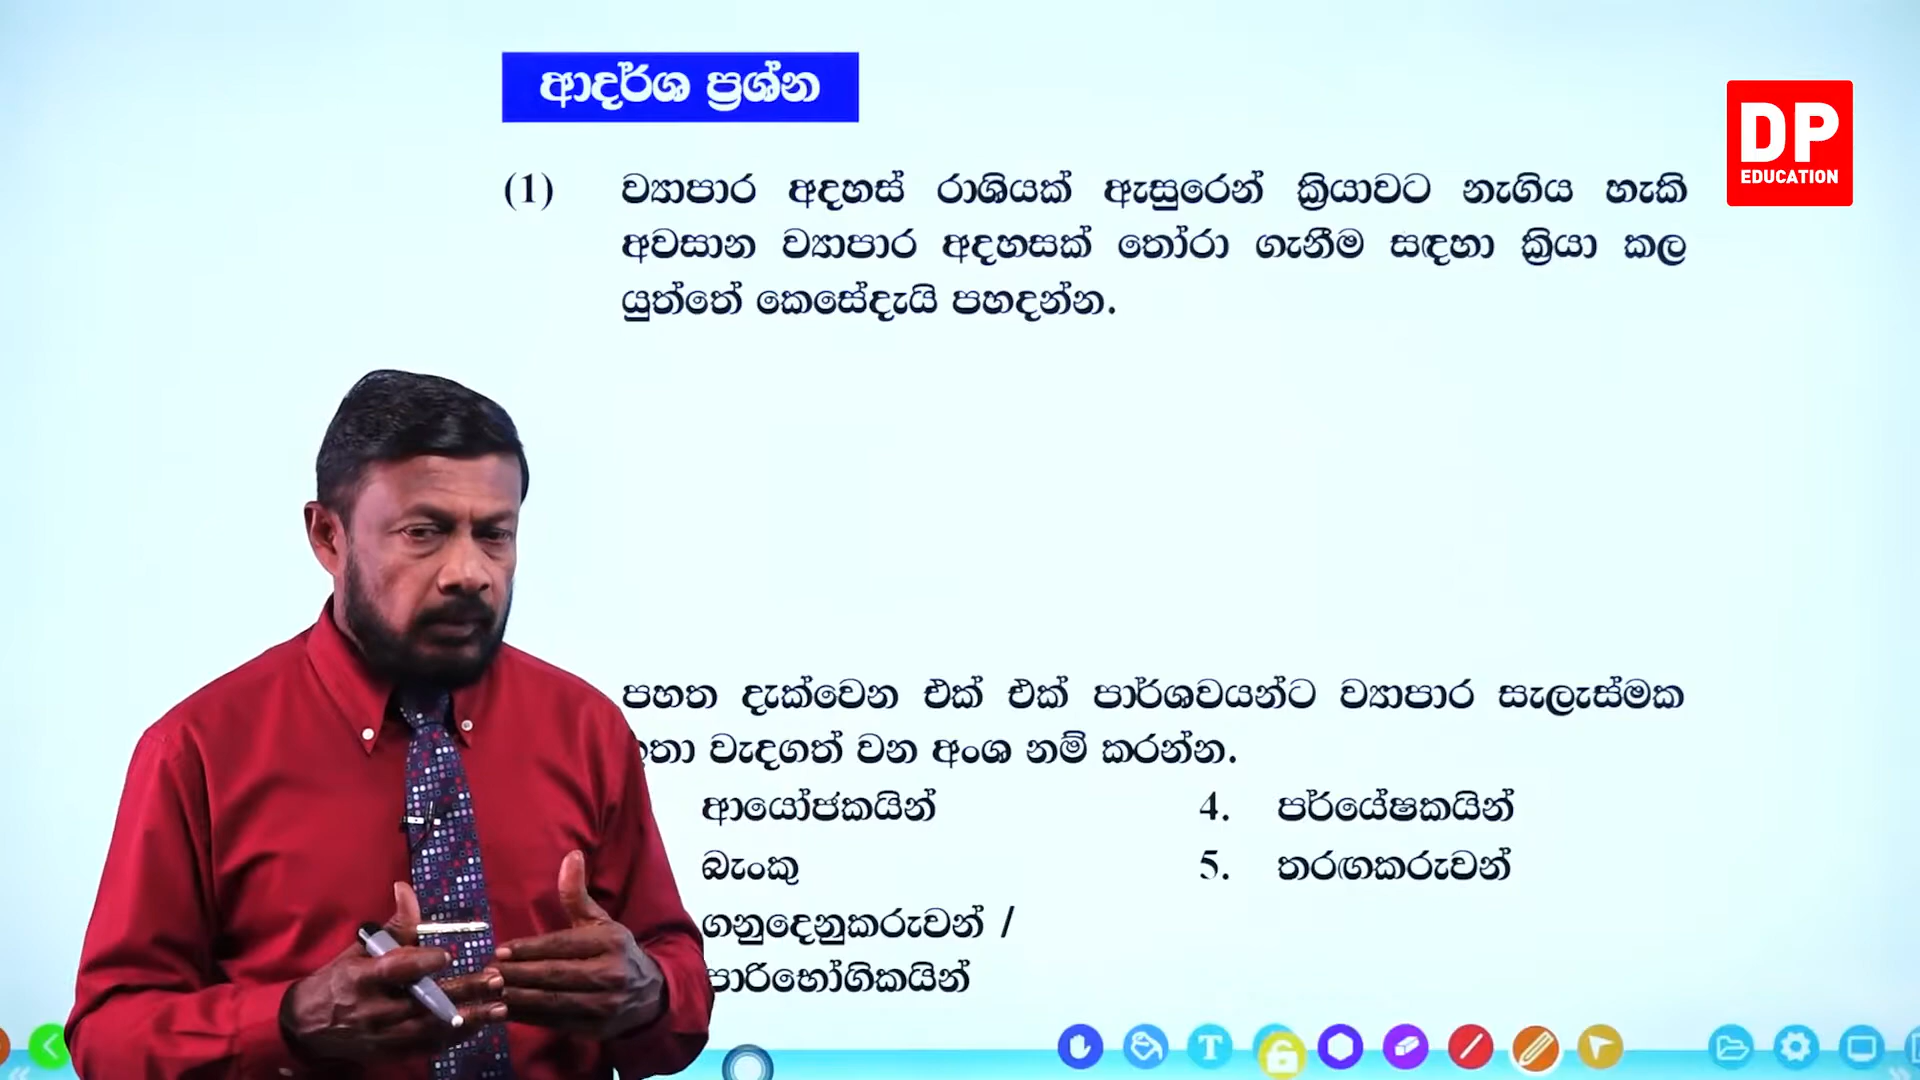 ආදර්ශ ප්‍රශ්න
DP
EDUCATION
(1) ව්‍යාපාර අදහස් රාශියක් ඇසුරෙන් ක්‍රියාවට නැගිය හැකි
අවසාන ව්‍යාපාර අදහසක් තෝරා ගැනීම සඳහා ක්‍රියා කල
යුත්තේ කෙසේදැයි පහදන්න.
පහත දැක්වෙන එක් එක් පාර්ශවයන්ට ව්‍යාපාර සැලැස්මක
වැදගත් වන අංශ නම් කරන්න.
ආයෝජකයින් 4. පර්යේෂකයින්
බැංකු 5. තරඟකරුවන්
ගනුදෙනුකරුවන් /
පාරිභෝගිකයින්